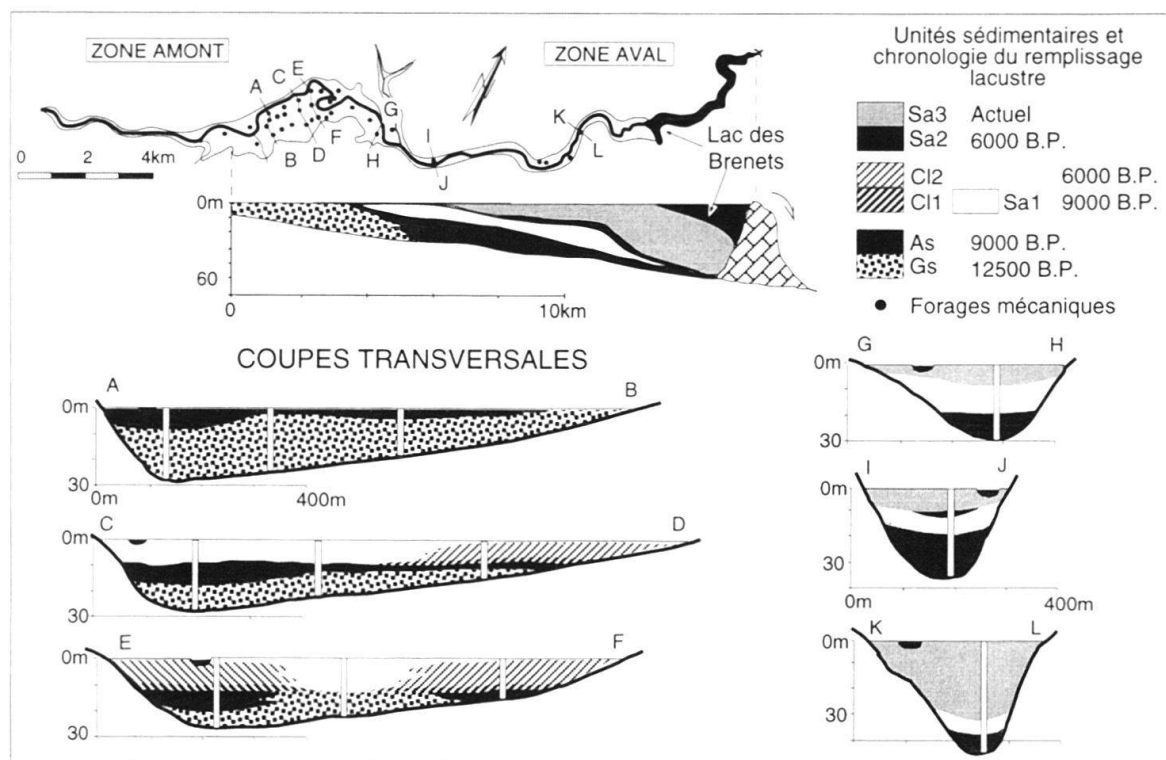 ZONE AMONT
ZONE AVAL
A
C
E
B
D
F
G
H
I
J
K
L
0 2 4km
Lac des
Brenets
Unités sédimentaires et
chronologie du remplissage
lacustre
Sa3 Actuel
Sa2 6000 B.P.
Cl2 6000 B.P.
Cl1 Sa1 9000 B.P.
As 9000 B.P.
Gs 12500 B.P.
Forages mécaniques
0m
60
0 10km
COUPES TRANSVERSALES
A B
0m
30
0m 400m
C D
0m
30
E F
0m
30
G H
0m
30
I J
0m
30
0m 400m
K L
0m
30